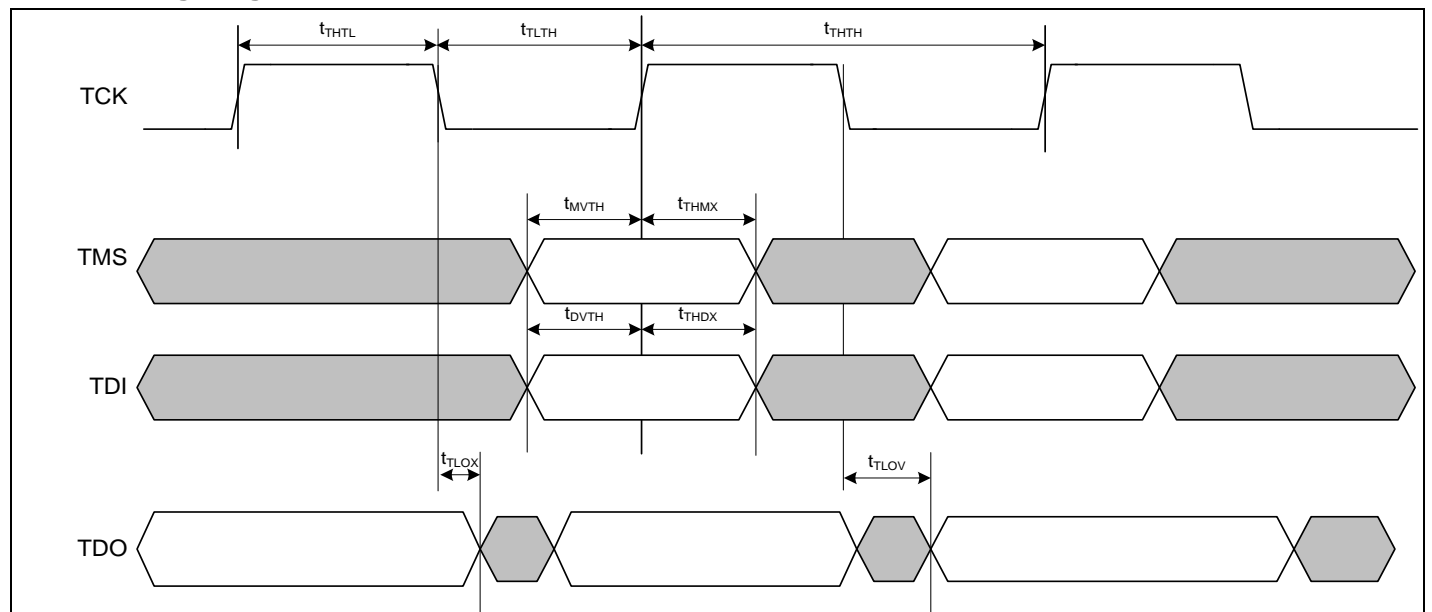 tTHTL tTLTH tTHTH
TCK
tMVTH tTHMX
TMS
tDVTH tTHDX
TDI
tTLOX tTLOV
TDO